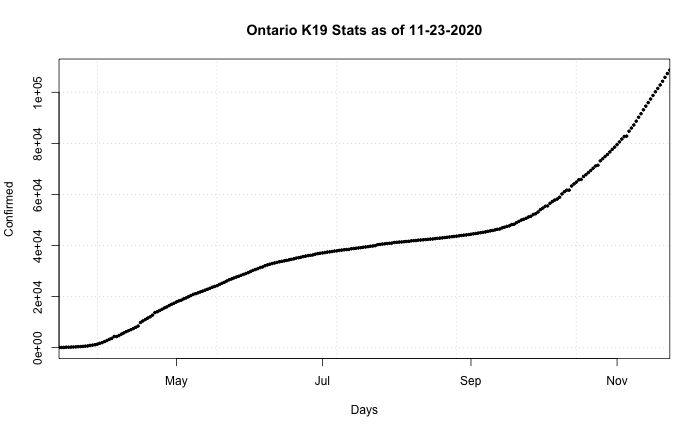 Ontario K19 Stats as of 11-23-2020
Confirmed
1e+05
8e+04
6e+04
4e+04
2e+04
0e+00
May Jul Sep Nov
Days